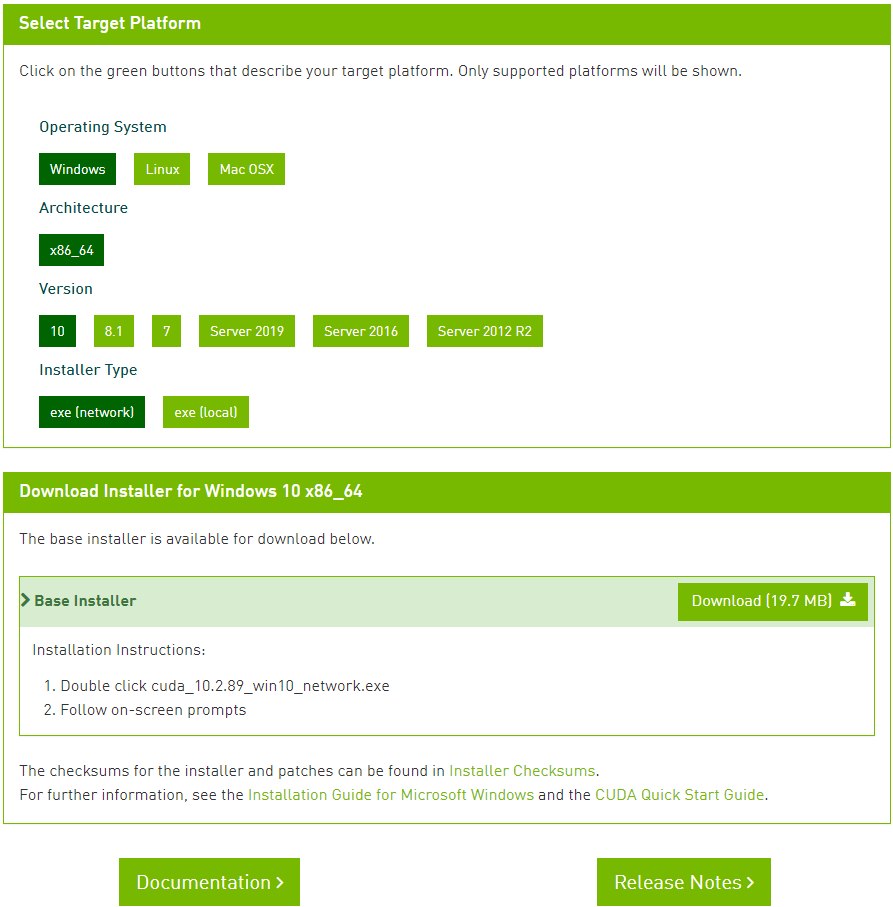 Select Target Platform
Click on the green buttons that describe your target platform. Only supported platforms will be shown.
Operating System
Windows Linux Mac OSX
Architecture
x86_64
Version
10 8.1 7 Server 2019 Server 2016 Server 2012 R2
Installer Type
exe (network) exe (local)
Download Installer for Windows 10 x86_64
The base installer is available for download below.
Base Installer Download (19.7 MB)
Installation Instructions:
1. Double click cuda_10.2.89_win10_network.exe
2. Follow on-screen prompts
The checksums for the installer and patches can be found in Installer Checksums.
For further information, see the Installation Guide for Microsoft Windows and the CUDA Quick Start Guide.
Documentation Release Notes